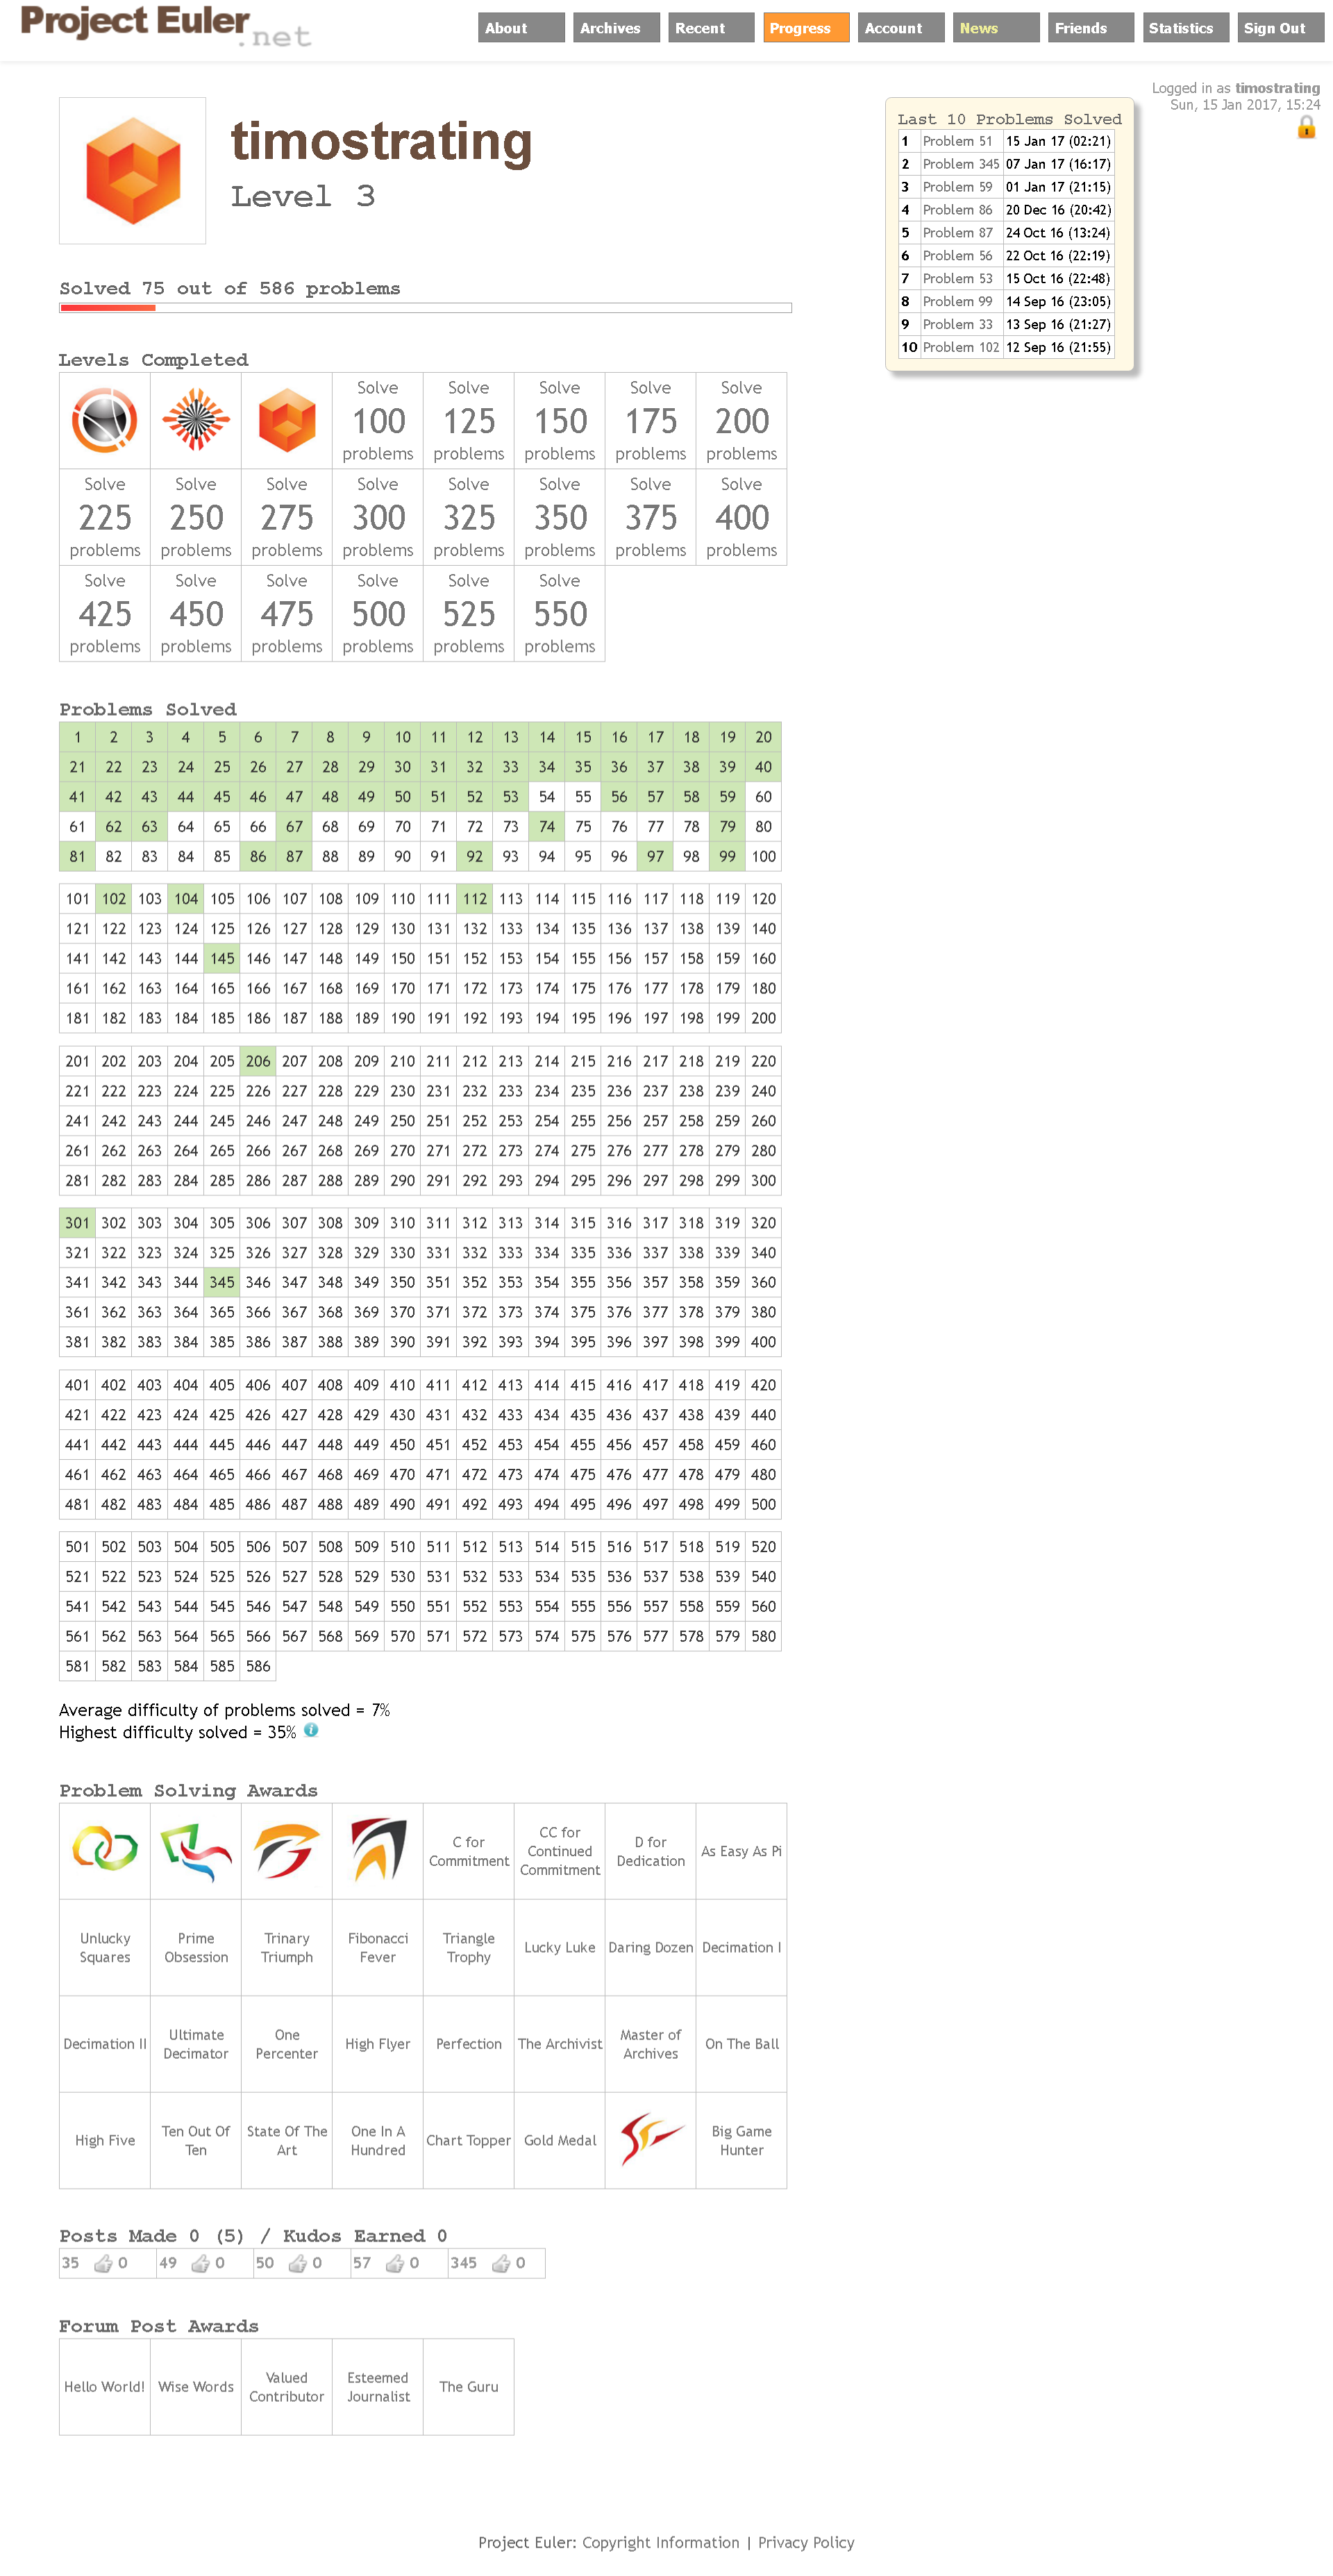 Project Euler.net
About Archives Recent Progress Account News Friends Statistics Sign Out
Logged in as timostrating
Sun, 15 Jan 2017, 15:24
timostrating
Level 3
Last 10 Problems Solved
1 Problem 51 15 Jan 17 (02:21)
2 Problem 345 07 Jan 17 (16:17)
3 Problem 59 01 Jan 17 (21:15)
4 Problem 86 20 Dec 16 (20:42)
5 Problem 87 24 Oct 16 (13:24)
6 Problem 56 22 Oct 16 (22:19)
7 Problem 53 15 Oct 16 (22:48)
8 Problem 99 14 Sep 16 (23:05)
9 Problem 33 13 Sep 16 (21:27)
10 Problem 102 12 Sep 16 (21:55)
Solved 75 out of 586 problems
Levels Completed
Solve Solve Solve Solve Solve
100 125 150 175 200
problems problems problems problems problems
Solve Solve Solve Solve Solve Solve Solve Solve
225 250 275 300 325 350 375 400
problems problems problems problems problems problems problems problems
Solve Solve Solve Solve Solve Solve
425 450 475 500 525 550
problems problems problems problems problems problems
Problems Solved
1 2 3 4 5 6 7 8 9 10 11 12 13 14 15 16 17 18 19 20
21 22 23 24 25 26 27 28 29 30 31 32 33 34 35 36 37 38 39 40
41 42 43 44 45 46 47 48 49 50 51 52 53 54 55 56 57 58 59 60
61 62 63 64 65 66 67 68 69 70 71 72 73 74 75 76 77 78 79 80
81 82 83 84 85 86 87 88 89 90 91 92 93 94 95 96 97 98 99 100
101 102 103 104 105 106 107 108 109 110 111 112 113 114 115 116 117 118 119 120
121 122 123 124 125 126 127 128 129 130 131 132 133 134 135 136 137 138 139 140
141 142 143 144 145 146 147 148 149 150 151 152 153 154 155 156 157 158 159 160
161 162 163 164 165 166 167 168 169 170 171 172 173 174 175 176 177 178 179 180
181 182 183 184 185 186 187 188 189 190 191 192 193 194 195 196 197 198 199 200
201 202 203 204 205 206 207 208 209 210 211 212 213 214 215 216 217 218 219 220
221 222 223 224 225 226 227 228 229 230 231 232 233 234 235 236 237 238 239 240
241 242 243 244 245 246 247 248 249 250 251 252 253 254 255 256 257 258 259 260
261 262 263 264 265 266 267 268 269 270 271 272 273 274 275 276 277 278 279 280
281 282 283 284 285 286 287 288 289 290 291 292 293 294 295 296 297 298 299 300
301 302 303 304 305 306 307 308 309 310 311 312 313 314 315 316 317 318 319 320
321 322 323 324 325 326 327 328 329 330 331 332 333 334 335 336 337 338 339 340
341 342 343 344 345 346 347 348 349 350 351 352 353 354 355 356 357 358 359 360
361 362 363 364 365 366 367 368 369 370 371 372 373 374 375 376 377 378 379 380
381 382 383 384 385 386 387 388 389 390 391 392 393 394 395 396 397 398 399 400
401 402 403 404 405 406 407 408 409 410 411 412 413 414 415 416 417 418 419 420
421 422 423 424 425 426 427 428 429 430 431 432 433 434 435 436 437 438 439 440
441 442 443 444 445 446 447 448 449 450 451 452 453 454 455 456 457 458 459 460
461 462 463 464 465 466 467 468 469 470 471 472 473 474 475 476 477 478 479 480
481 482 483 484 485 486 487 488 489 490 491 492 493 494 495 496 497 498 499 500
501 502 503 504 505 506 507 508 509 510 511 512 513 514 515 516 517 518 519 520
521 522 523 524 525 526 527 528 529 530 531 532 533 534 535 536 537 538 539 540
541 542 543 544 545 546 547 548 549 550 551 552 553 554 555 556 557 558 559 560
561 562 563 564 565 566 567 568 569 570 571 572 573 574 575 576 577 578 579 580
581 582 583 584 585 586
Average difficulty of problems solved = 7%
Highest difficulty solved = 35%
Problem Solving Awards
C for Commitment
CC for Continued Commitment
D for Dedication
As Easy As Pi
Unlucky Squares
Prime Obsession
Trinary Triumph
Fibonacci Fever
Triangle Trophy
Lucky Luke
Daring Dozen
Decimation I
Decimation II
Ultimate Decimator
One Percenter
High Flyer
Perfection
The Archivist
Master of Archives
On The Ball
High Five
Ten Out Of Ten
State Of The Art
One In A Hundred
Chart Topper
Gold Medal
Big Game Hunter
Posts Made 0 (5) / Kudos Earned 0
35 0 49 0 50 0 57 0 345 0
Forum Post Awards
Hello World!
Wise Words
Valued Contributor
Esteemed Journalist
The Guru
Project Euler: Copyright Information | Privacy Policy